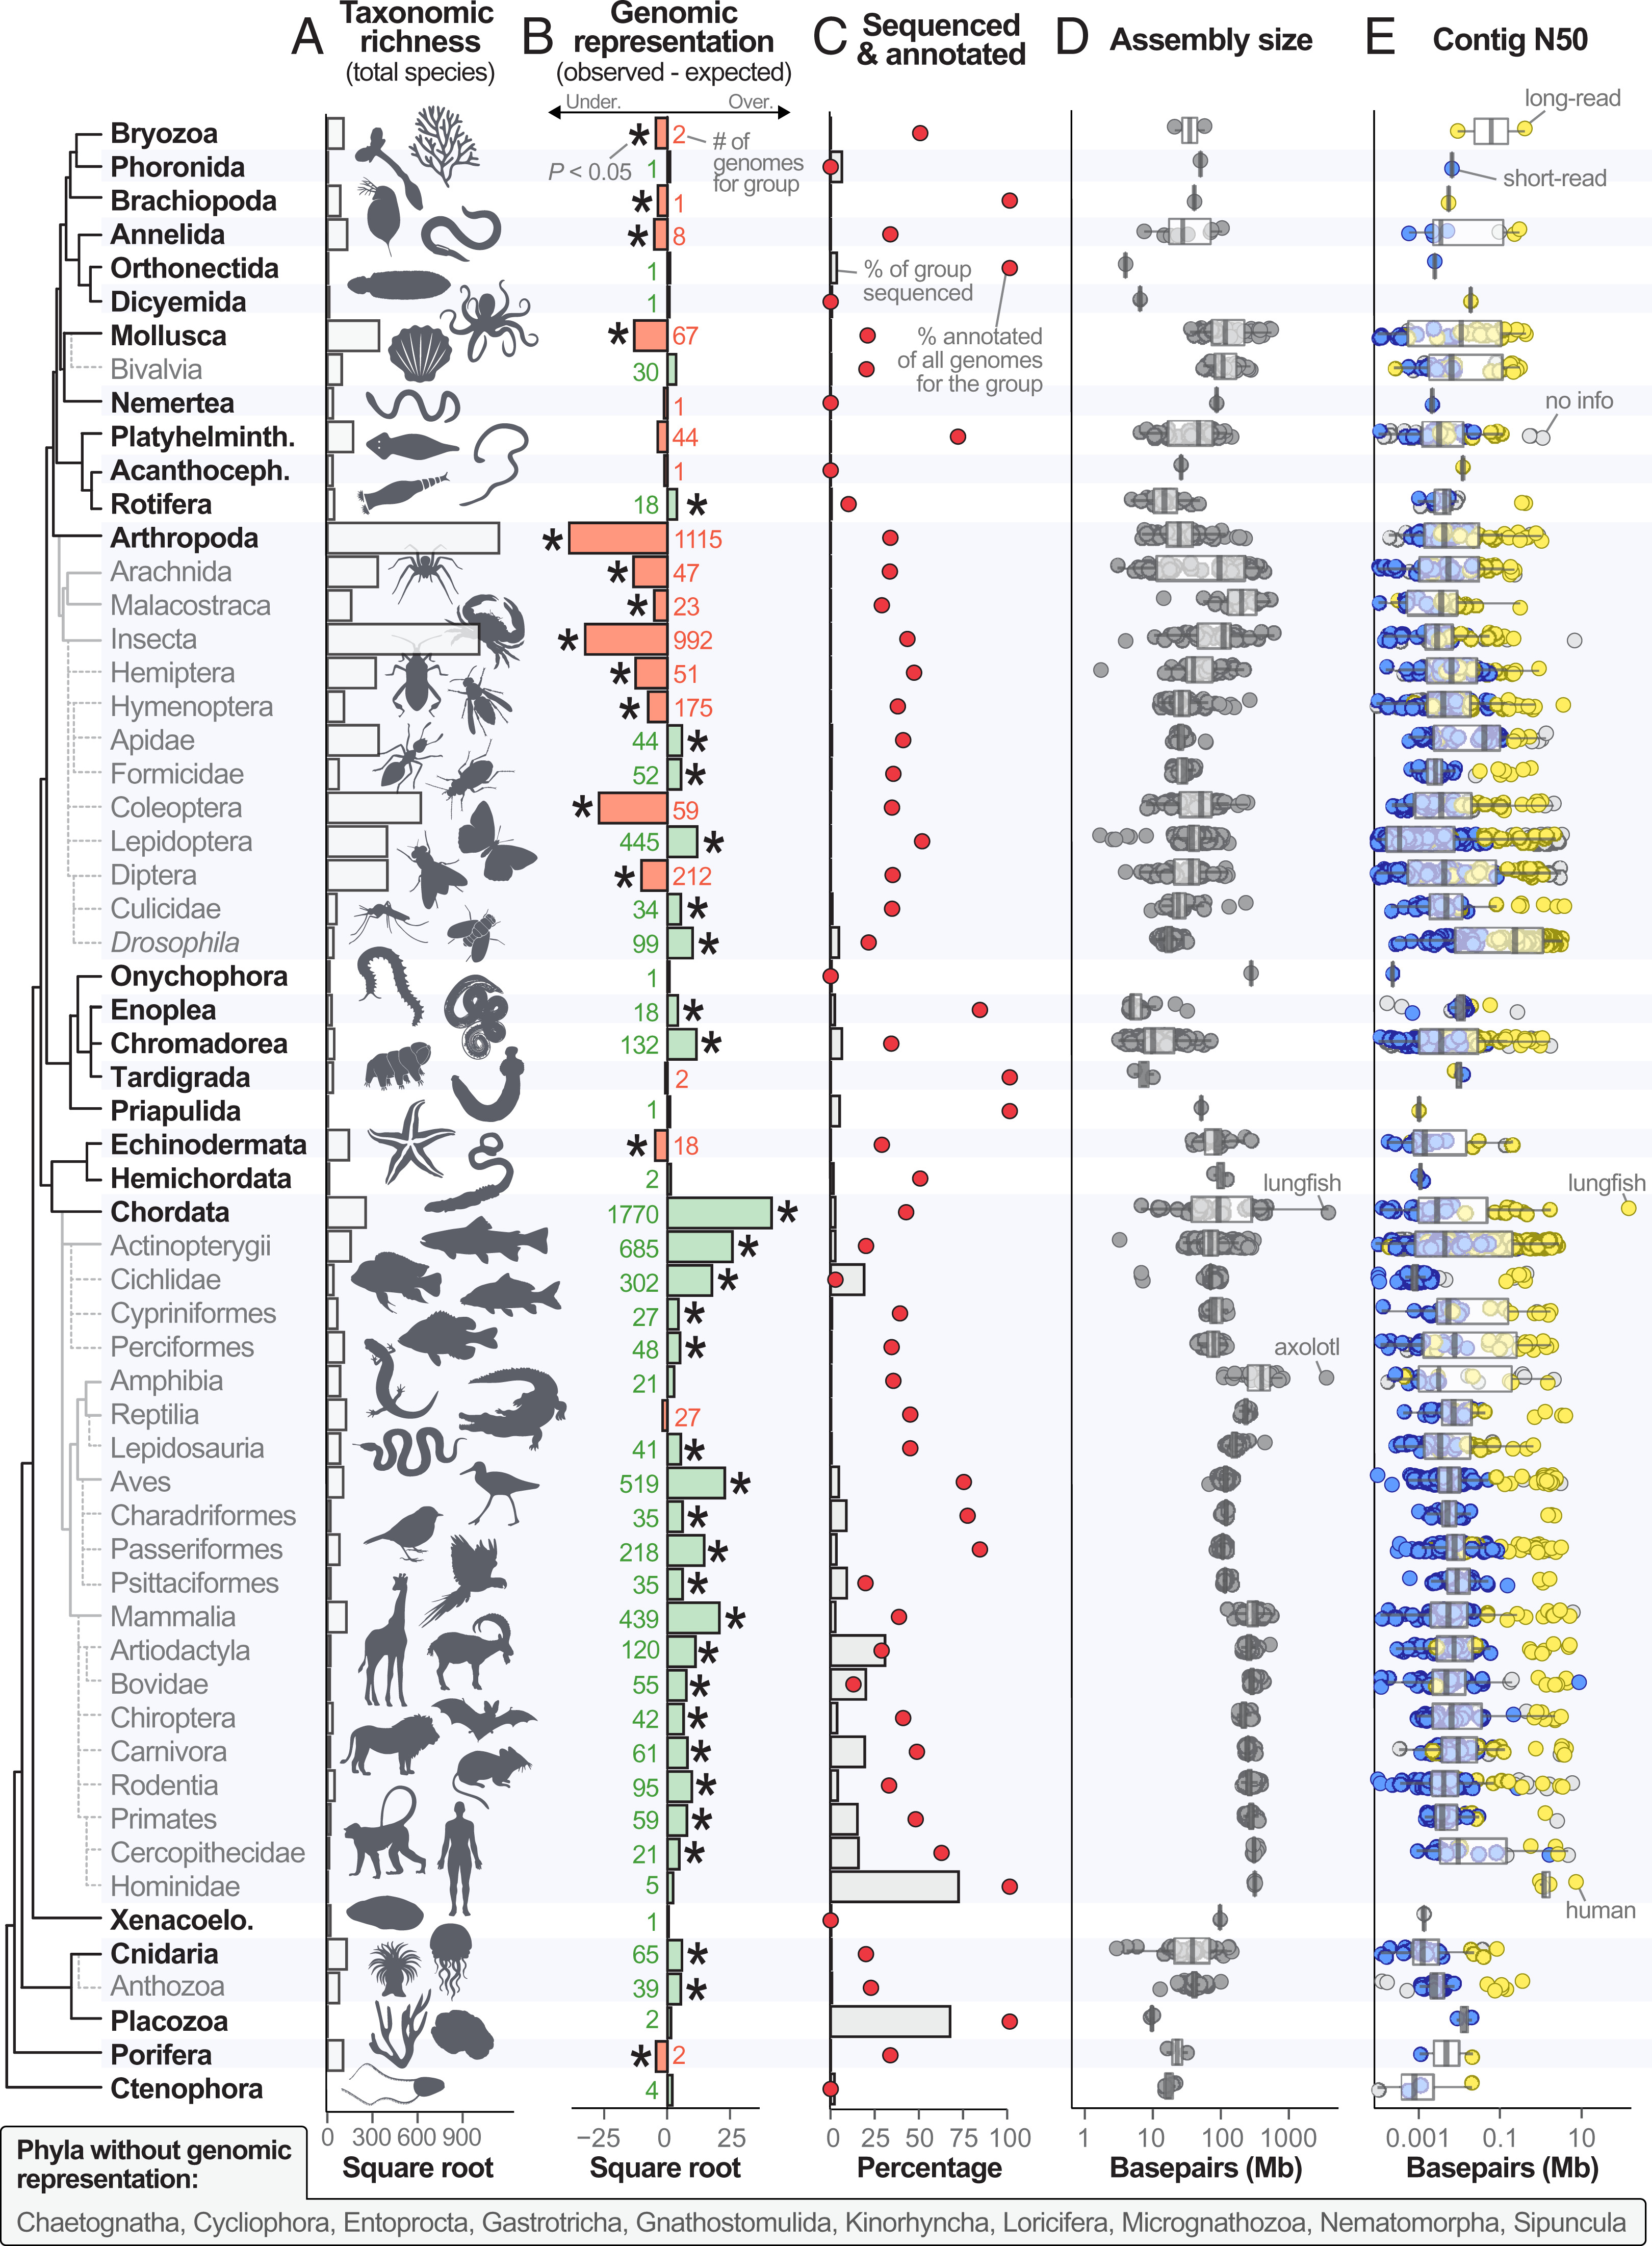 A Taxonomic richness (total species)
B Genomic representation (observed - expected)
C Sequenced & annotated
D Assembly size
E Contig N50
Under. Over.
long-read
Bryozoa 2
# of genomes for group
P < 0.05
Phoronida 1
short-read
Brachiopoda 1
Annelida 8
Orthonectida 1
% of group sequenced
Dicyemida 1
Mollusca 67
% annotated of all genomes for the group
Bivalvia 30
Nemertea 1
no info
Platyhelminth. 44
Acanthoceph. 1
Rotifera 18
Arthropoda 1115
Arachnida 47
Malacostraca 23
Insecta 992
Hemiptera 51
Hymenoptera 175
Apidae 44
Formicidae 52
Coleoptera 59
Lepidoptera 445
Diptera 212
Culicidae 34
Drosophila 99
Onychophora 1
Enoplea 18
Chromadorea 132
Tardigrada 2
Priapulida 1
Echinodermata 18
Hemichordata 2
lungfish lungfish
Chordata 1770
Actinopterygii 685
Cichlidae 302
Cypriniformes 27
Perciformes 48
axolotl
Amphibia 21
Reptilia 27
Lepidosauria 41
Aves 519
Charadriformes 35
Passeriformes 218
Psittaciformes 35
Mammalia 439
Artiodactyla 120
Bovidae 55
Chiroptera 42
Carnivora 61
Rodentia 95
Primates 59
Cercopithecidae 21
Hominidae 5
human
Xenacoelo. 1
Cnidaria 65
Anthozoa 39
Placozoa 2
Porifera 2
Ctenophora 4
0 300 600 900
−25 0 25
0 25 50 75 100
1 10 100 1000
0.001 0.1 10
Square root
Square root
Percentage
Basepairs (Mb)
Basepairs (Mb)
Phyla without genomic
representation:
Chaetognatha, Cycliophora, Entoprocta, Gastrotricha, Gnathostomulida, Kinorhyncha, Loricifera, Micrognathozoa, Nematomorpha, Sipuncula